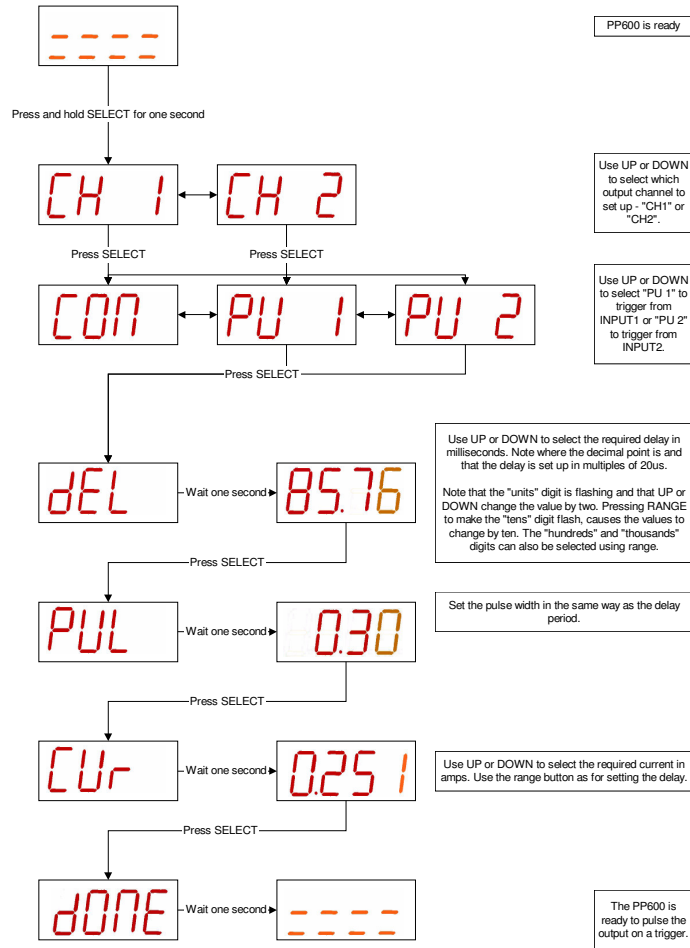 PP600 is ready
Press and hold SELECT for one second
CH 1
CH 2
Use UP or DOWN
to select which
output channel to
set up - "CH1" or
"CH2".
Press SELECT
Press SELECT
CON
PU 1
PU 2
Use UP or DOWN
to select "PU 1" to
trigger from
INPUT1 or "PU 2"
to trigger from
INPUT2.
Press SELECT
dEL
Wait one second
85.76
Use UP or DOWN to select the required delay in
milliseconds. Note where the decimal point is and
that the delay is set up in multiples of 20us.
Note that the "units" digit is flashing and that UP or
DOWN change the value by two. Pressing RANGE
to make the "tens" digit flash, causes the values to
change by ten. The "hundreds" and "thousands"
digits can also be selected using range.
Press SELECT
PUL
Wait one second
0.30
Set the pulse width in the same way as the delay
period.
Press SELECT
CUr
Wait one second
0.251
Use UP or DOWN to select the required current in
amps. Use the range button as for setting the delay.
Press SELECT
dONE
Wait one second
The PP600 is
ready to pulse the
output on a trigger.